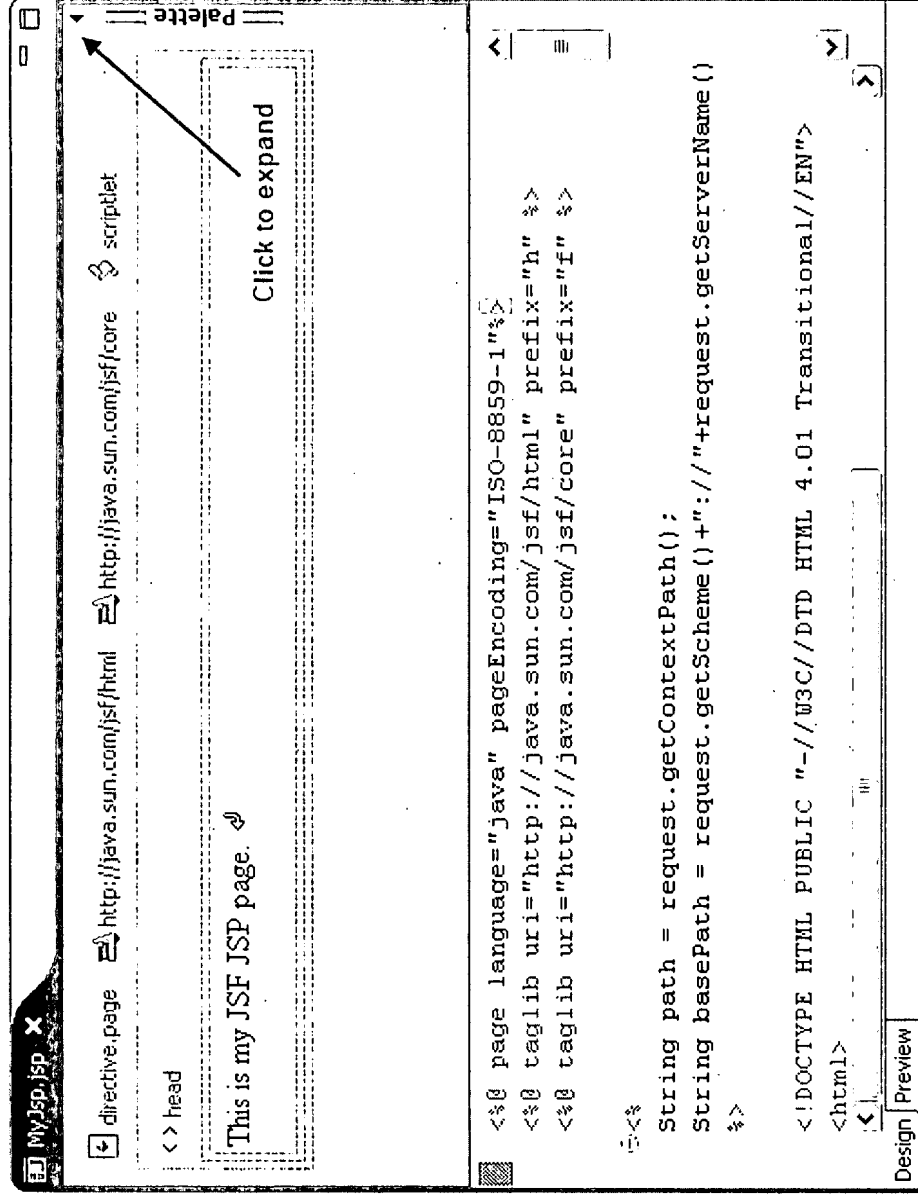 MyJsp.jsp
directive.page http://java.sun.com/jsf/html http://java.sun.com/jsf/core scriptlet
Palette
< > head
This is my JSF JSP page.
Click to expand
<%@ page language="java" pageEncoding="ISO-8859-1"%>
<%@ taglib uri="http://java.sun.com/jsf/html" prefix="h" %>
<%@ taglib uri="http://java.sun.com/jsf/core" prefix="f" %>
<%
String path = request.getContextPath();
String basePath = request.getScheme()+"://"+request.getServerName()
%>
<!DOCTYPE HTML PUBLIC "-//W3C//DTD HTML 4.01 Transitional//EN">
<html>
Design Preview